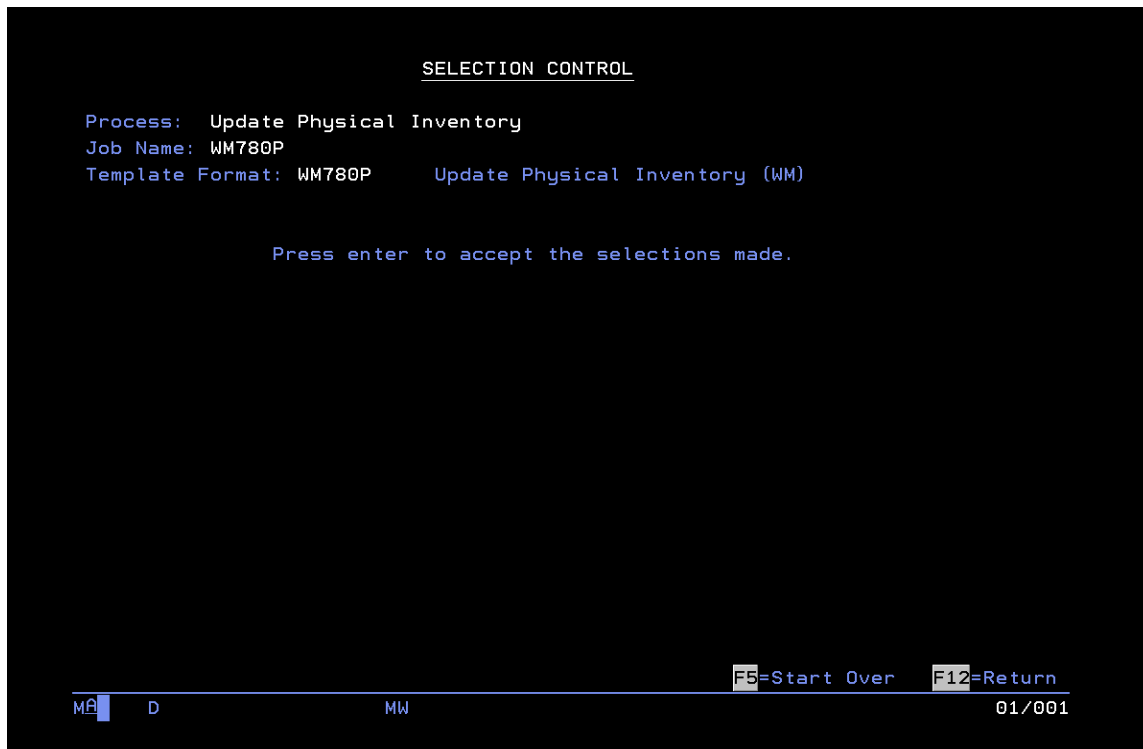 SELECTION CONTROL
Process: Update Physical Inventory
Job Name: WM780P
Template Format: WM780P Update Physical Inventory (WM)
Press enter to accept the selections made.
F5=Start Over F12=Return
MA D MW 01/001